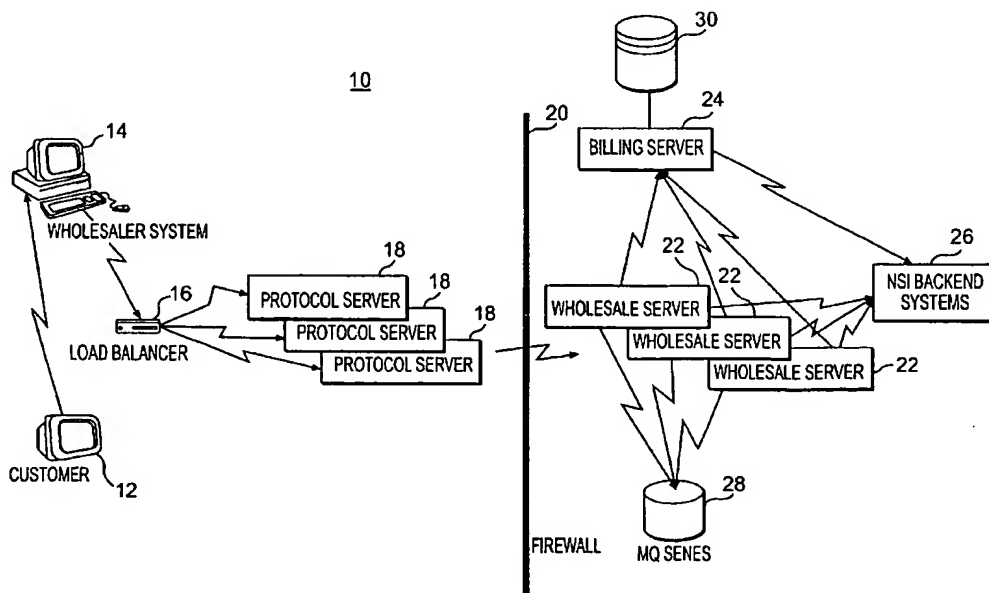 30
10
20
24
14
BILLING SERVER
WHOLESALER SYSTEM
26
NSI BACKEND
SYSTEMS
18
22
16
PROTOCOL SERVER
18
WHOLESALE SERVER
22
PROTOCOL SERVER
18
WHOLESALE SERVER
LOAD BALANCER
PROTOCOL SERVER
WHOLESALE SERVER
22
CUSTOMER
12
28
FIREWALL
MQ SENES